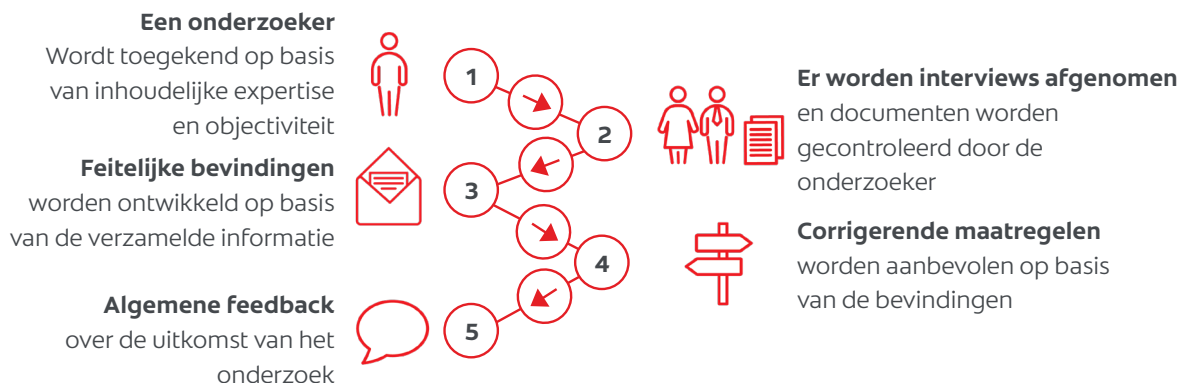 Een onderzoeker
Wordt toegekend op basis
van inhoudelijke expertise
en objectiviteit
1
2
Er worden interviews afgenomen
en documenten worden
gecontroleerd door de
onderzoeker
Feitelijke bevindingen
worden ontwikkeld op basis
van de verzamelde informatie
3
4
Corrigerende maatregelen
worden aanbevolen op basis
van de bevindingen
Algemene feedback
over de uitkomst van het
onderzoek
5